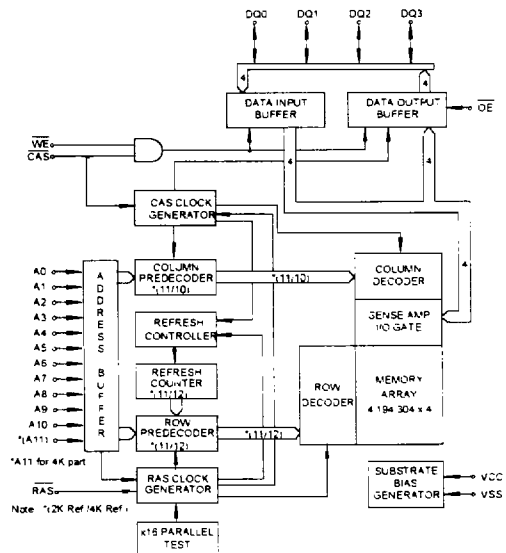 DQ0 DQ1 DQ2 DQ3
4 4
DATA INPUT BUFFER
DATA OUTPUT BUFFER
OE
WE
CAS
4
4
CAS CLOCK GENERATOR
A0
A1
A2
A3
A4
A5
A6
A7
A8
A9
A10
*(A11)
ADDRESS BUFFER
COLUMN PREDECODER *(11/10)
*(11/10)
COLUMN DECODER
REFRESH CONTROLLER
SENSE AMP I/O GATE
REFRESH COUNTER *(11/12)
ROW PREDECODER *(11/12)
*(11/12)
ROW DECODER
MEMORY ARRAY 4 194 304 x 4
*A11 for 4K part
RAS
RAS CLOCK GENERATOR
Note : *(2K Ref./4K Ref.)
x16 PARALLEL TEST
SUBSTRATE BIAS GENERATOR
VCC
VSS